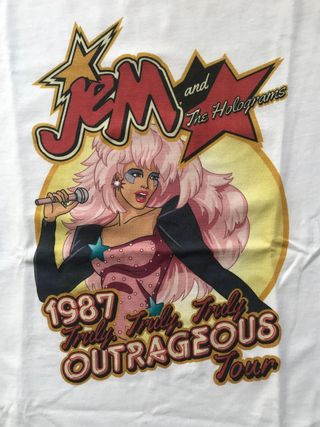 JeM and
The Holograms
1987
Truly, Truly, Truly
OUTRAGEOUS
Tour